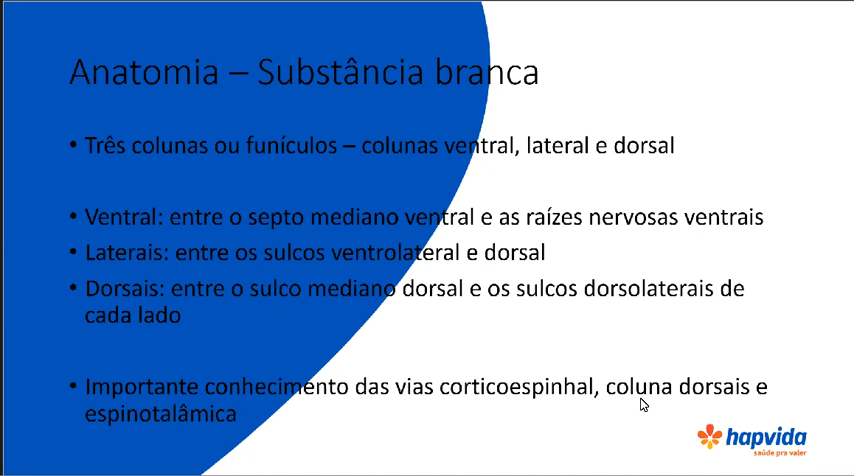 Anatomia – Substância branca
• Três colunas ou funículos – colunas ventral, lateral e dorsal
• Ventral: entre o septo mediano ventral e as raízes nervosas ventrais
• Laterais: entre os sulcos ventrolateral e dorsal
• Dorsais: entre o sulco mediano dorsal e os sulcos dorsolaterais de
cada lado
• Importante conhecimento das vias corticoespinhal, coluna dorsais e
espinotalâmica
hapvida
saúde pra valer